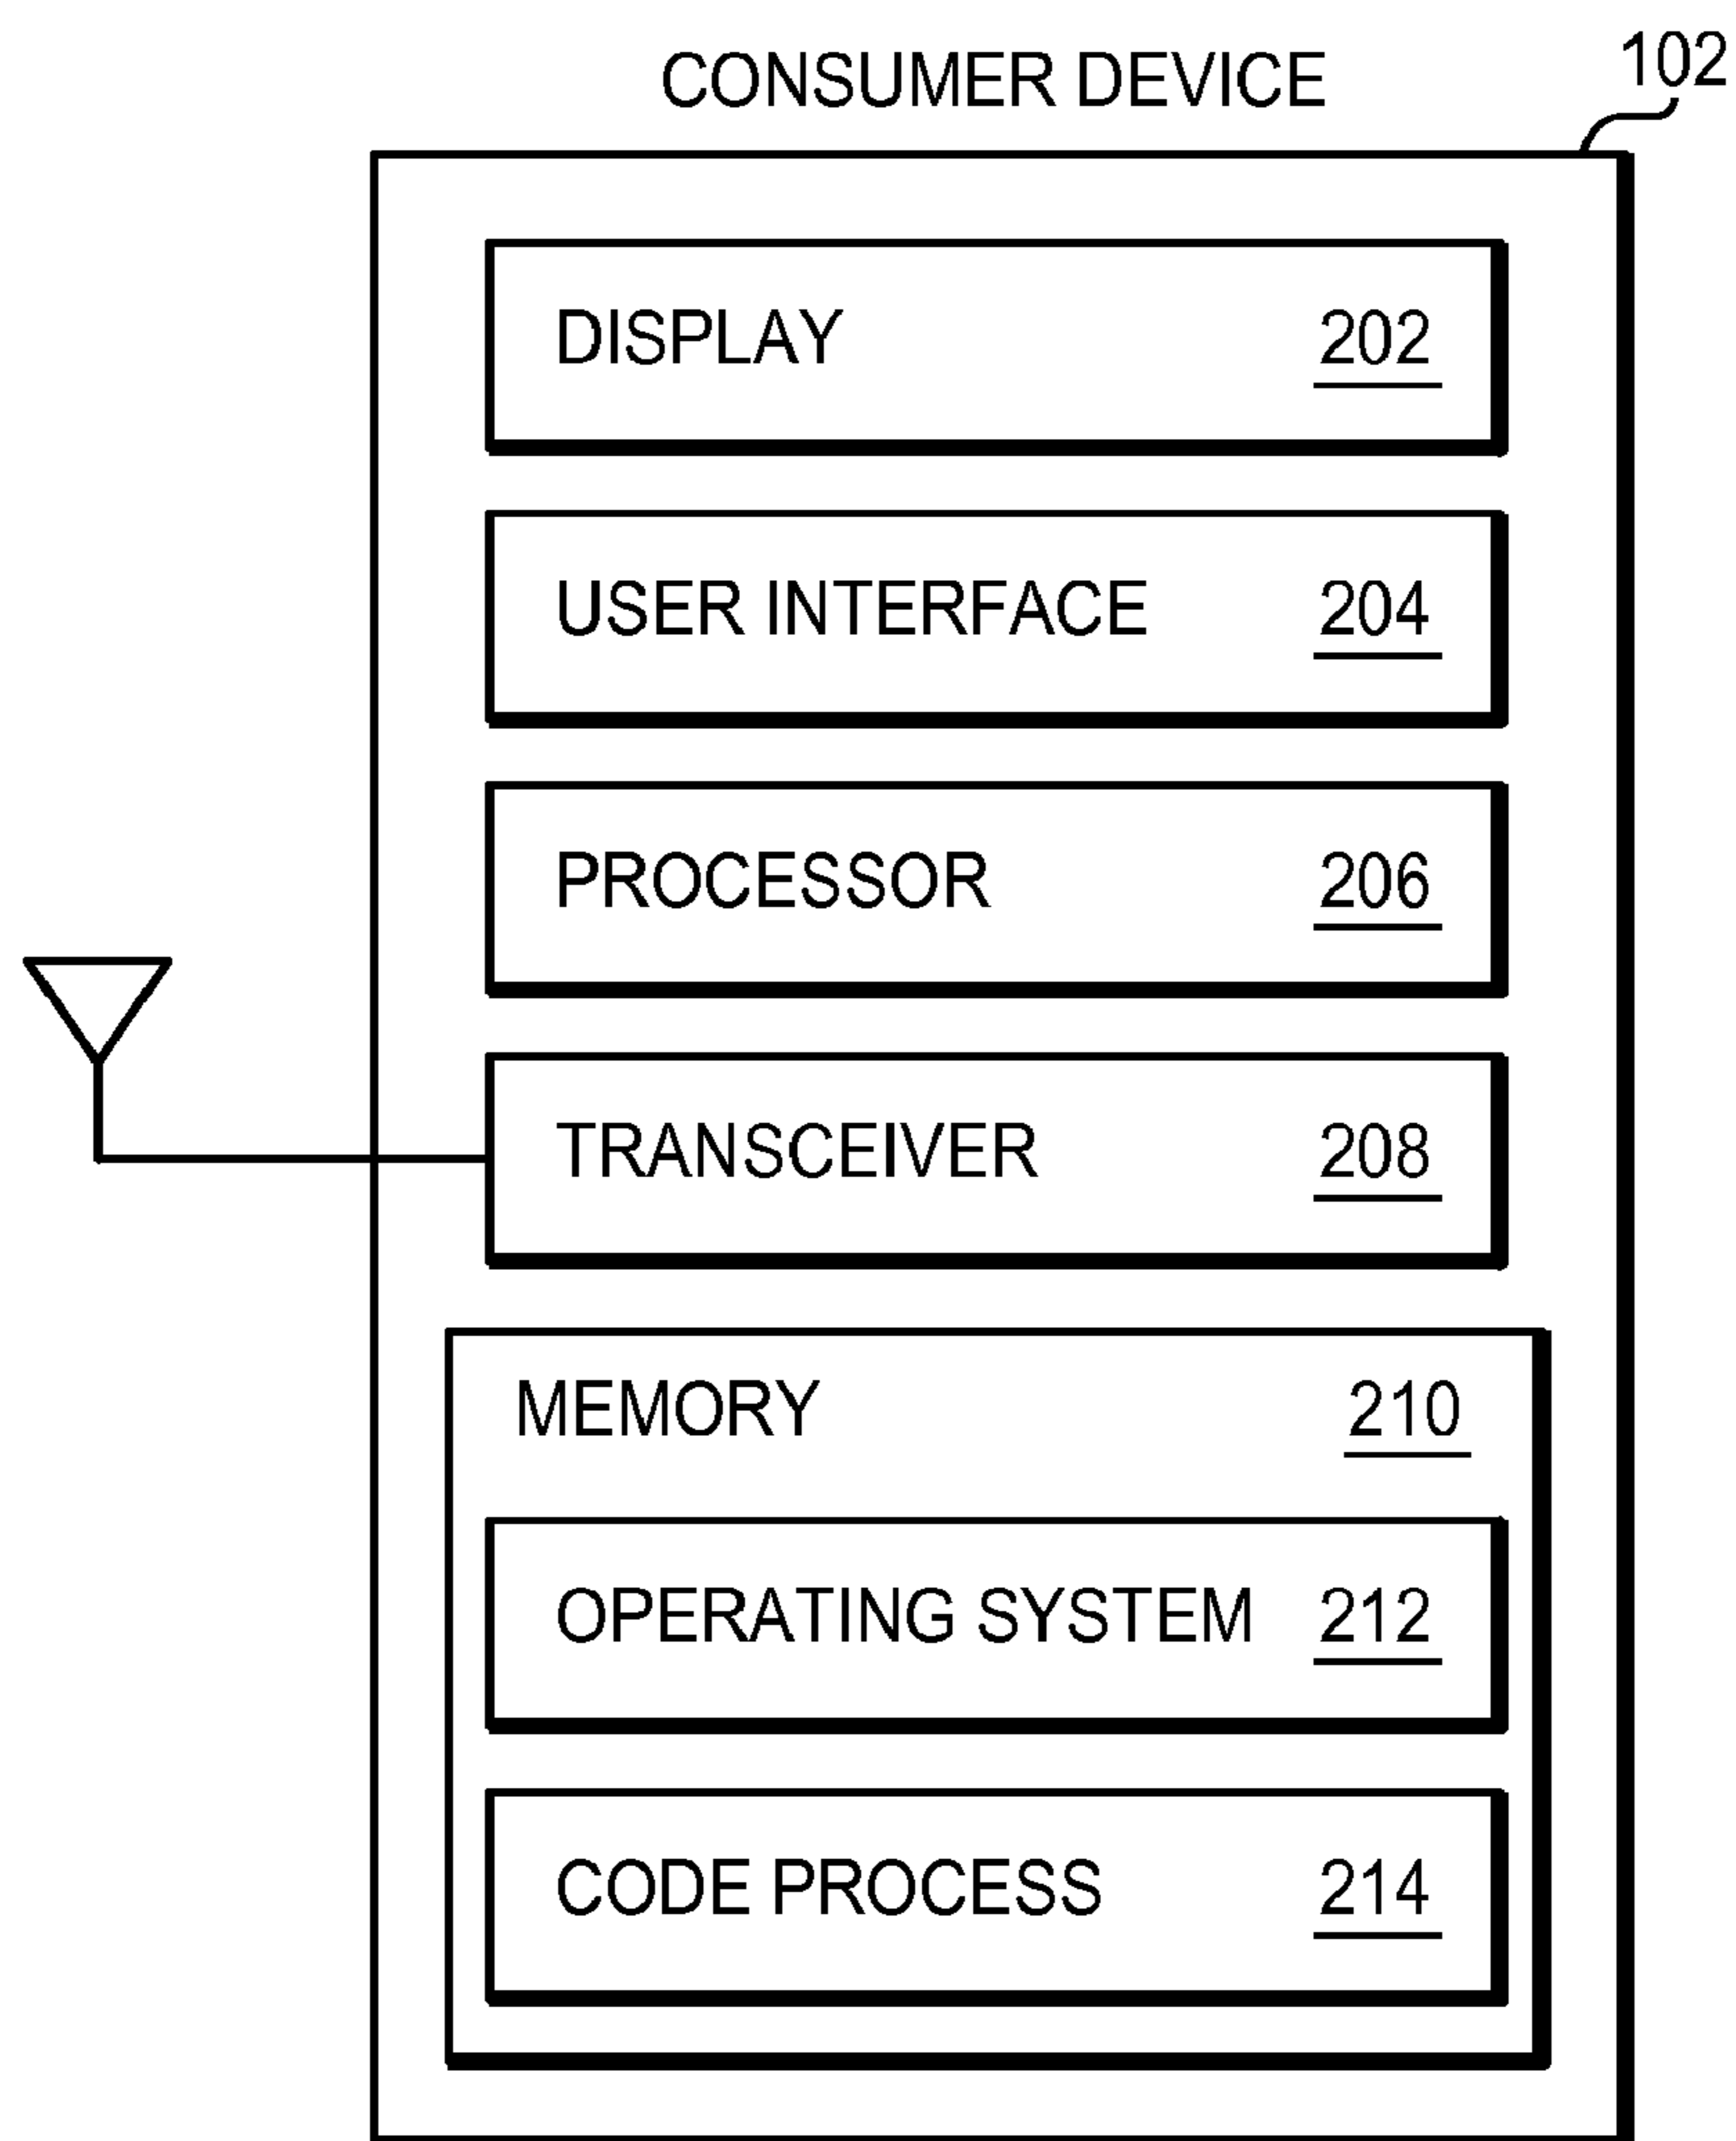 CONSUMER DEVICE 102
DISPLAY 202
USER INTERFACE 204
PROCESSOR 206
TRANSCEIVER 208
MEMORY 210
OPERATING SYSTEM 212
CODE PROCESS 214